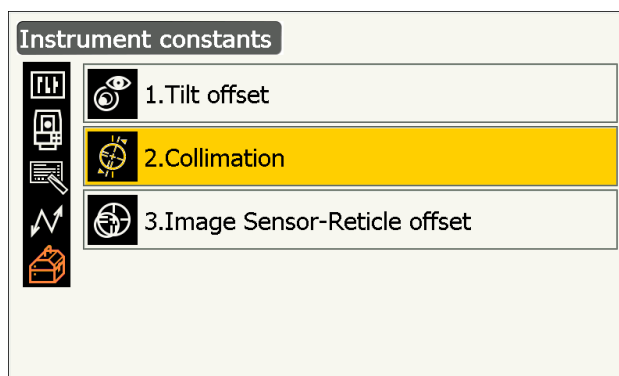 Instrument constants
1.Tilt offset
2.Collimation
3.Image Sensor-Reticle offset